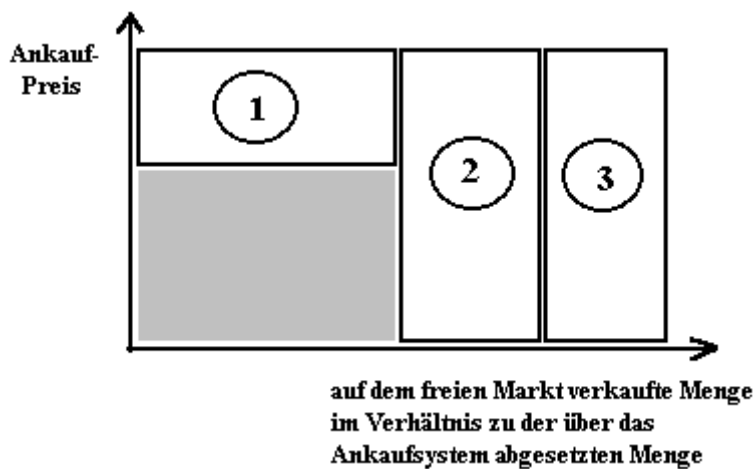 Ankauf-
Preis
1
2
3
auf dem freien Markt verkaufte Menge
im Verhältnis zu der über das
Ankaufsystem abgesetzten Menge